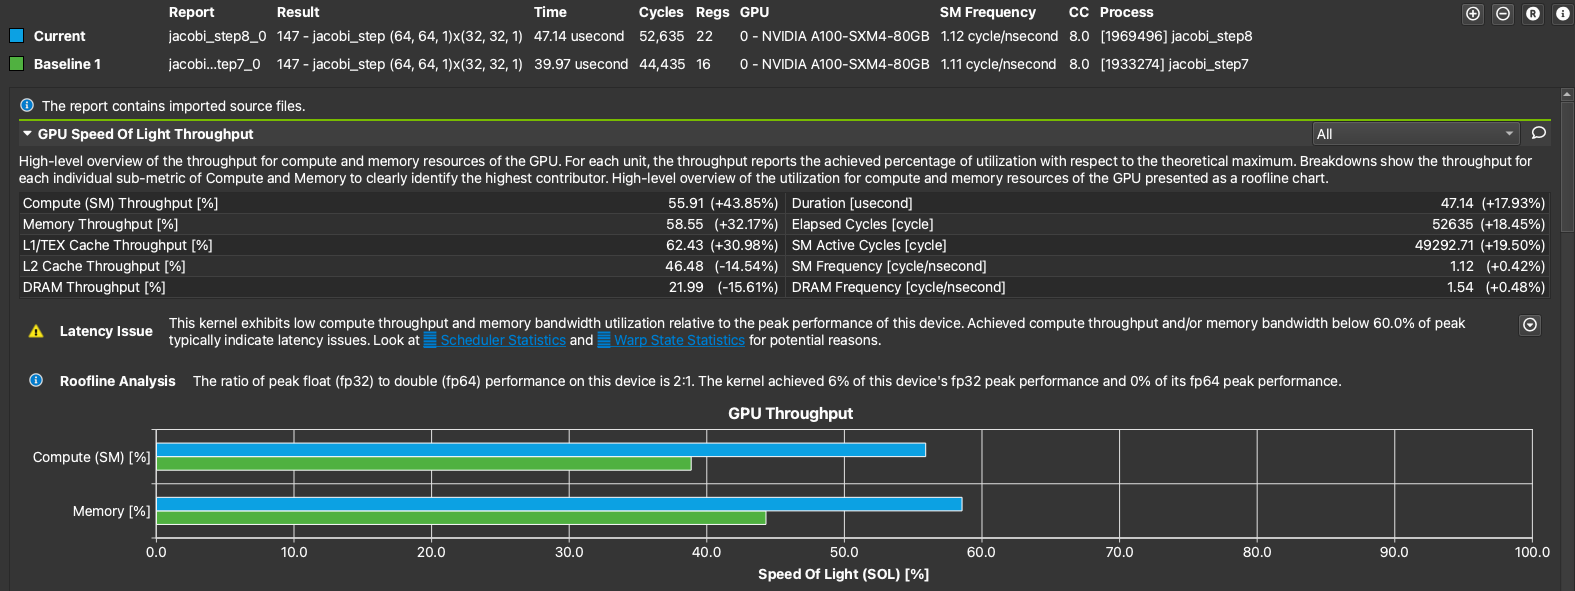 Report Result Time Cycles Regs GPU SM Frequency CC Process
Current jacobi_step8_0 147 - jacobi_step (64, 64, 1)x(32, 32, 1) 47.14 usecond 52,635 22 0 - NVIDIA A100-SXM4-80GB 1.12 cycle/nsecond 8.0 [1969496] jacobi_step8
Baseline 1 jacobi...tep7_0 147 - jacobi_step (64, 64, 1)x(32, 32, 1) 39.97 usecond 44,435 16 0 - NVIDIA A100-SXM4-80GB 1.11 cycle/nsecond 8.0 [1933274] jacobi_step7
The report contains imported source files.
GPU Speed Of Light Throughput All
High-level overview of the throughput for compute and memory resources of the GPU. For each unit, the throughput reports the achieved percentage of utilization with respect to the theoretical maximum. Breakdowns show the throughput for
each individual sub-metric of Compute and Memory to clearly identify the highest contributor. High-level overview of the utilization for compute and memory resources of the GPU presented as a roofline chart.
Compute (SM) Throughput [%] 55.91 (+43.85%) Duration [usecond] 47.14 (+17.93%)
Memory Throughput [%] 58.55 (+32.17%) Elapsed Cycles [cycle] 52635 (+18.45%)
L1/TEX Cache Throughput [%] 62.43 (+30.98%) SM Active Cycles [cycle] 49292.71 (+19.50%)
L2 Cache Throughput [%] 46.48 (-14.54%) SM Frequency [cycle/nsecond] 1.12 (+0.42%)
DRAM Throughput [%] 21.99 (-15.61%) DRAM Frequency [cycle/nsecond] 1.54 (+0.48%)
Latency Issue This kernel exhibits low compute throughput and memory bandwidth utilization relative to the peak performance of this device. Achieved compute throughput and/or memory bandwidth below 60.0% of peak
typically indicate latency issues. Look at Scheduler Statistics and Warp State Statistics for potential reasons.
Roofline Analysis The ratio of peak float (fp32) to double (fp64) performance on this device is 2:1. The kernel achieved 6% of this device's fp32 peak performance and 0% of its fp64 peak performance.
GPU Throughput
Compute (SM) [%]
Memory [%]
0.0 10.0 20.0 30.0 40.0 50.0 60.0 70.0 80.0 90.0 100.0
Speed Of Light (SOL) [%]